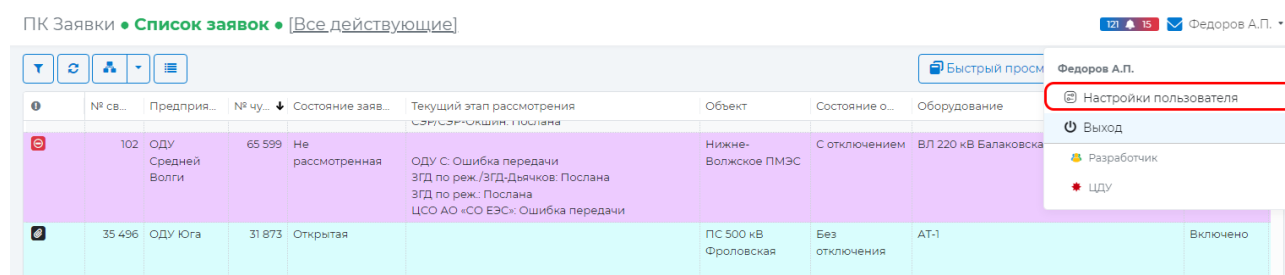 ПК Заявки ● Список заявок ● [Все действующие]
121 15 Федоров А.П.
Быстрый просм
Федоров А.П.
Настройки пользователя
Выход
Разработчик
ЦДУ
№ св... Предприя... № чу... Состояние заяв... Текущий этап рассмотрения Объект Состояние о... Оборудование
СЭР/СЭР-Окшин: Послана
102 ОДУ Средней Волги 65 599 Не рассмотренная
ОДУ С: Ошибка передачи
ЗГД по реж./ЗГД-Дьячков: Послана
ЗГД по реж.: Послана
ЦСО АО «СО ЕЭС»: Ошибка передачи
Нижне-Волжское ПМЭС
С отключением
ВЛ 220 кВ Балаковска
35 496 ОДУ Юга 31 873 Открытая ПС 500 кВ Фроловская Без отключения АТ-1 Включено